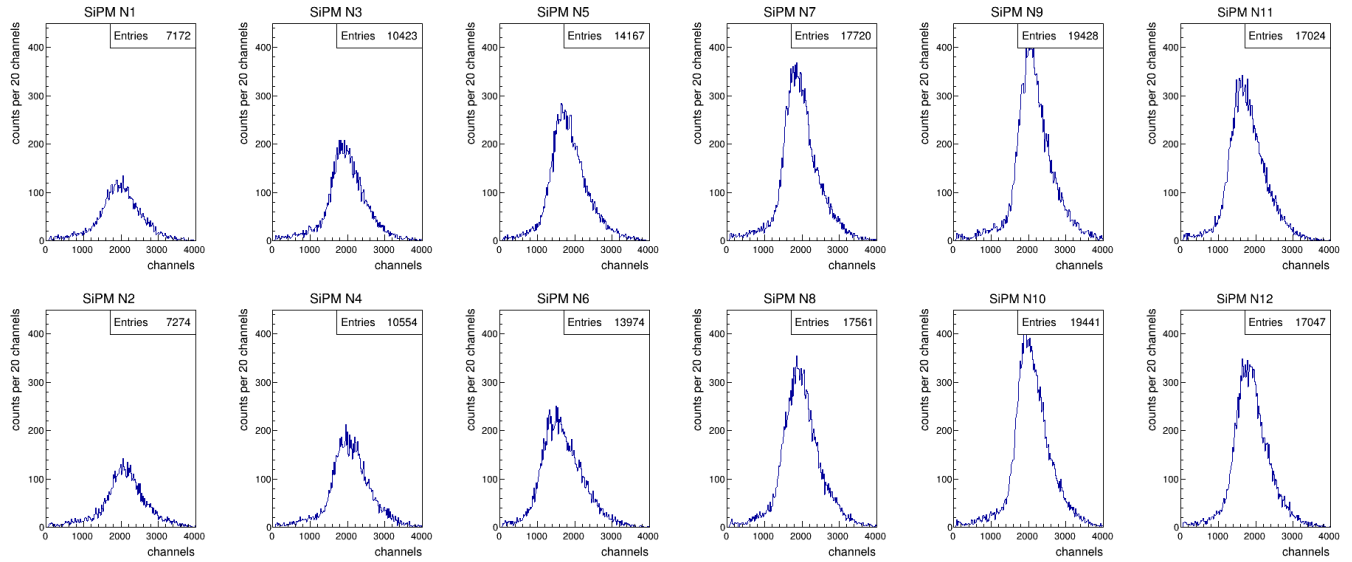 SiPM N1
Entries 7172
counts per 20 channels
400
300
200
100
0
0 1000 2000 3000 4000
channels
SiPM N3
Entries 10423
counts per 20 channels
400
300
200
100
0
0 1000 2000 3000 4000
channels
SiPM N5
Entries 14167
counts per 20 channels
400
300
200
100
0
0 1000 2000 3000 4000
channels
SiPM N7
Entries 17720
counts per 20 channels
400
300
200
100
0
0 1000 2000 3000 4000
channels
SiPM N9
Entries 19428
counts per 20 channels
400
300
200
100
0
0 1000 2000 3000 4000
channels
SiPM N11
Entries 17024
counts per 20 channels
400
300
200
100
0
0 1000 2000 3000 4000
channels
SiPM N2
Entries 7274
counts per 20 channels
400
300
200
100
0
0 1000 2000 3000 4000
channels
SiPM N4
Entries 10554
counts per 20 channels
400
300
200
100
0
0 1000 2000 3000 4000
channels
SiPM N6
Entries 13974
counts per 20 channels
400
300
200
100
0
0 1000 2000 3000 4000
channels
SiPM N8
Entries 17561
counts per 20 channels
400
300
200
100
0
0 1000 2000 3000 4000
channels
SiPM N10
Entries 19441
counts per 20 channels
400
300
200
100
0
0 1000 2000 3000 4000
channels
SiPM N12
Entries 17047
counts per 20 channels
400
300
200
100
0
0 1000 2000 3000 4000
channels